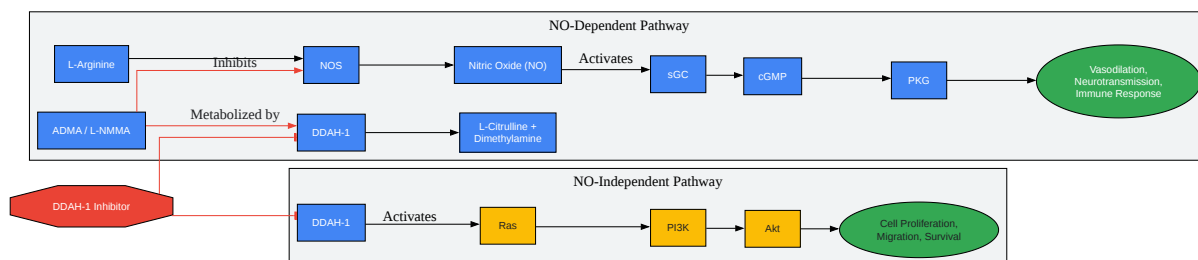 NO-Dependent Pathway
L-Arginine
Inhibits
NOS
Nitric Oxide (NO)
Activates
sGC
cGMP
PKG
Vasodilation,
Neurotransmission,
Immune Response
ADMA / L-NMMA
Metabolized by
DDAH-1
L-Citrulline +
Dimethylamine
DDAH-1 Inhibitor
NO-Independent Pathway
DDAH-1
Activates
Ras
PI3K
Akt
Cell Proliferation,
Migration, Survival